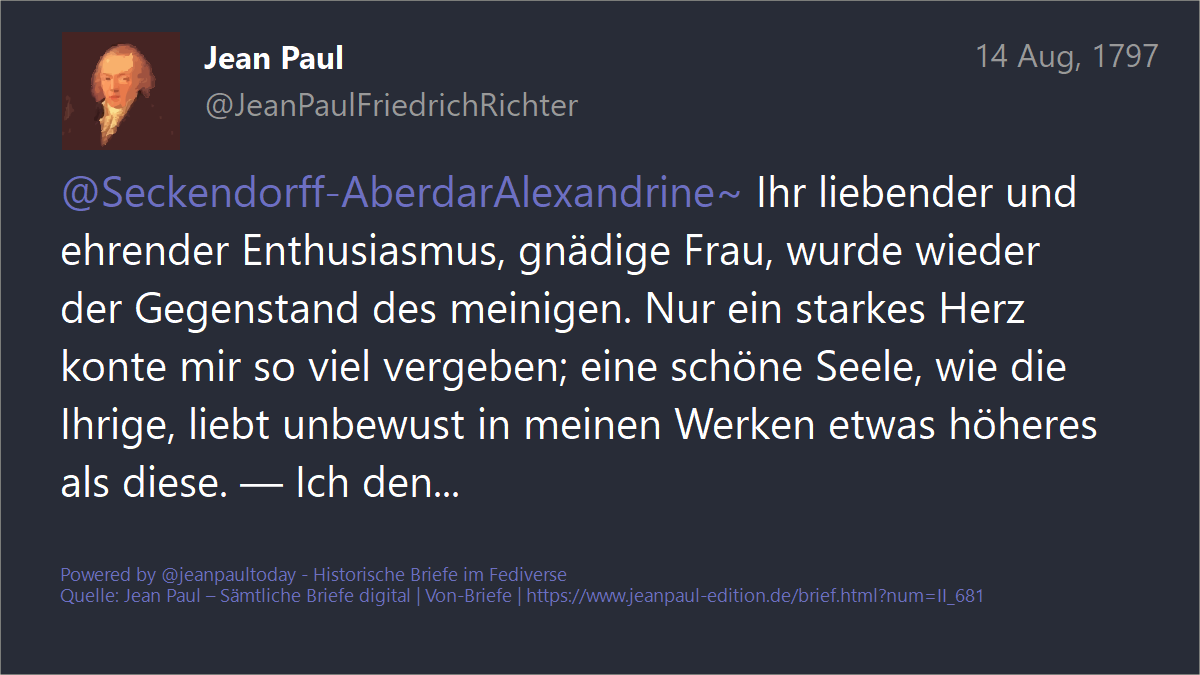 Jean Paul
14 Aug, 1797
@JeanPaulFriedrichRichter
@Seckendorff-AberdarAlexandrine~ Ihr liebender und
ehrender Enthusiasmus, gnädige Frau, wurde wieder
der Gegenstand des meinigen. Nur ein starkes Herz
konte mir so viel vergeben; eine schöne Seele, wie die
Ihrige, liebt unbewust in meinen Werken etwas höheres
als diese. — Ich den...
Powered by @jeanpaultoday - Historische Briefe im Fediverse
Quelle: Jean Paul – Sämtliche Briefe digital | Von-Briefe | https://www.jeanpaul-edition.de/brief.html?num=II_681